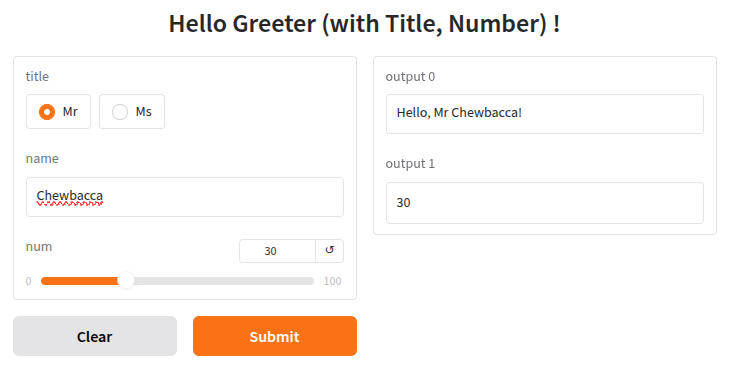 Hello Greeter (with Title, Number) !
title
Mr
Ms
name
Chewbacca
num
30
↺
0
100
Clear
Submit
output 0
Hello, Mr Chewbacca!
output 1
30